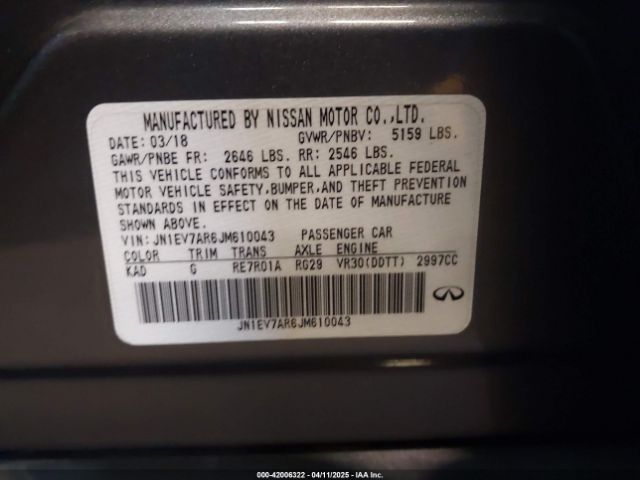 MANUFACTURED BY NISSAN MOTOR CO.,LTD.
DATE: 03/18 GVWR/PNBV: 5159 LBS.
GAWR/PNBE FR: 2646 LBS. RR: 2546 LBS.
THIS VEHICLE CONFORMS TO ALL APPLICABLE FEDERAL
MOTOR VEHICLE SAFETY,BUMPER,AND THEFT PREVENTION
STANDARDS IN EFFECT ON THE DATE OF MANUFACTURE
SHOWN ABOVE.
VIN: JN1EV7AR6JM610043 PASSENGER CAR
COLOR TRIM TRANS AXLE ENGINE
KAD G RE7R01A RG29 VR30(DDTT) 2997CC
JN1EV7AR6JM610043
000-42006322 - 04/11/2025 - IAA Inc.